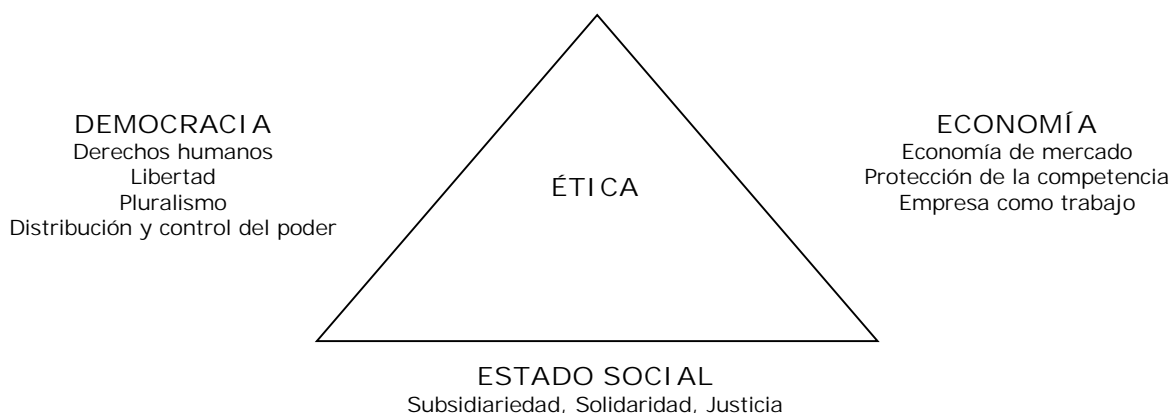 DEMOCRACIA
Derechos humanos
Libertad
Pluralismo
Distribución y control del poder
ÉTICA
ECONOMÍA
Economía de mercado
Protección de la competencia
Empresa como trabajo
ESTADO SOCIAL
Subsidiariedad, Solidaridad, Justicia